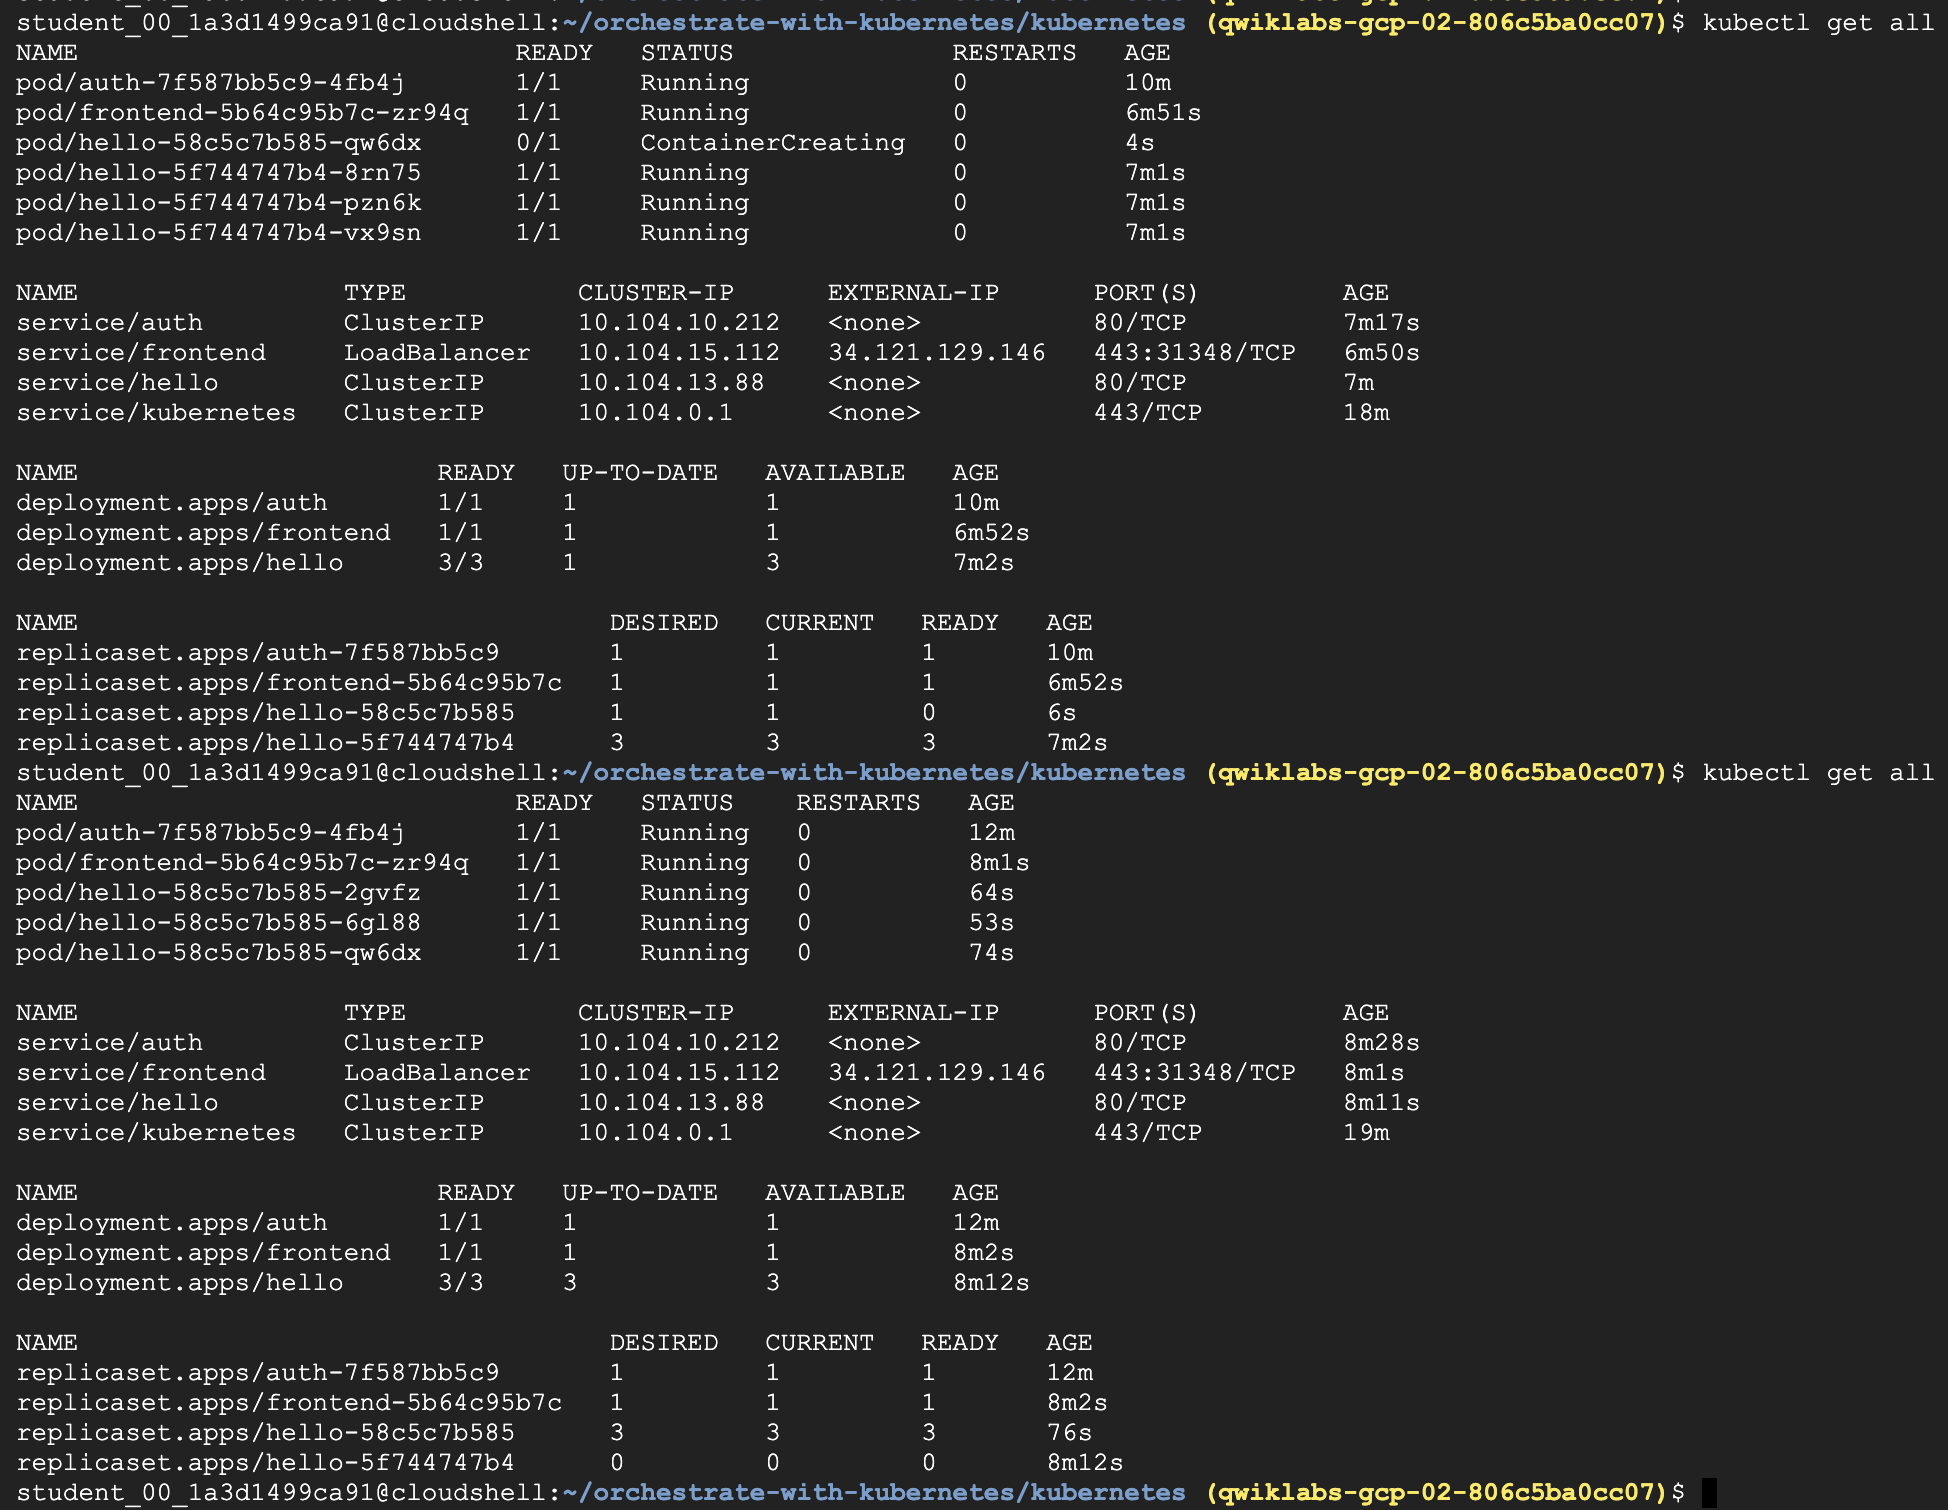 student_00_1a3d1499ca91@cloudshell:~/orchestrate-with-kubernetes/kubernetes (qwiklabs-gcp-02-806c5ba0cc07)$ kubectl get all
NAME READY STATUS RESTARTS AGE
pod/auth-7f587bb5c9-4fb4j 1/1 Running 0 10m
pod/frontend-5b64c95b7c-zr94q 1/1 Running 0 6m51s
pod/hello-58c5c7b585-qw6dx 0/1 ContainerCreating 0 4s
pod/hello-5f744747b4-8rn75 1/1 Running 0 7m1s
pod/hello-5f744747b4-pzn6k 1/1 Running 0 7m1s
pod/hello-5f744747b4-vx9sn 1/1 Running 0 7m1s
NAME TYPE CLUSTER-IP EXTERNAL-IP PORT(S) AGE
service/auth ClusterIP 10.104.10.212 <none> 80/TCP 7m17s
service/frontend LoadBalancer 10.104.15.112 34.121.129.146 443:31348/TCP 6m50s
service/hello ClusterIP 10.104.13.88 <none> 80/TCP 7m
service/kubernetes ClusterIP 10.104.0.1 <none> 443/TCP 18m
NAME READY UP-TO-DATE AVAILABLE AGE
deployment.apps/auth 1/1 1 1 10m
deployment.apps/frontend 1/1 1 1 6m52s
deployment.apps/hello 3/3 1 3 7m2s
NAME DESIRED CURRENT READY AGE
replicaset.apps/auth-7f587bb5c9 1 1 1 10m
replicaset.apps/frontend-5b64c95b7c 1 1 1 6m52s
replicaset.apps/hello-58c5c7b585 1 1 0 6s
replicaset.apps/hello-5f744747b4 3 3 3 7m2s
student_00_1a3d1499ca91@cloudshell:~/orchestrate-with-kubernetes/kubernetes (qwiklabs-gcp-02-806c5ba0cc07)$ kubectl get all
NAME READY STATUS RESTARTS AGE
pod/auth-7f587bb5c9-4fb4j 1/1 Running 0 12m
pod/frontend-5b64c95b7c-zr94q 1/1 Running 0 8m1s
pod/hello-58c5c7b585-2gvfz 1/1 Running 0 64s
pod/hello-58c5c7b585-6gl88 1/1 Running 0 53s
pod/hello-58c5c7b585-qw6dx 1/1 Running 0 74s
NAME TYPE CLUSTER-IP EXTERNAL-IP PORT(S) AGE
service/auth ClusterIP 10.104.10.212 <none> 80/TCP 8m28s
service/frontend LoadBalancer 10.104.15.112 34.121.129.146 443:31348/TCP 8m1s
service/hello ClusterIP 10.104.13.88 <none> 80/TCP 8m11s
service/kubernetes ClusterIP 10.104.0.1 <none> 443/TCP 19m
NAME READY UP-TO-DATE AVAILABLE AGE
deployment.apps/auth 1/1 1 1 12m
deployment.apps/frontend 1/1 1 1 8m2s
deployment.apps/hello 3/3 3 3 8m12s
NAME DESIRED CURRENT READY AGE
replicaset.apps/auth-7f587bb5c9 1 1 1 12m
replicaset.apps/frontend-5b64c95b7c 1 1 1 8m2s
replicaset.apps/hello-58c5c7b585 3 3 3 76s
replicaset.apps/hello-5f744747b4 0 0 0 8m12s
student_00_1a3d1499ca91@cloudshell:~/orchestrate-with-kubernetes/kubernetes (qwiklabs-gcp-02-806c5ba0cc07)$